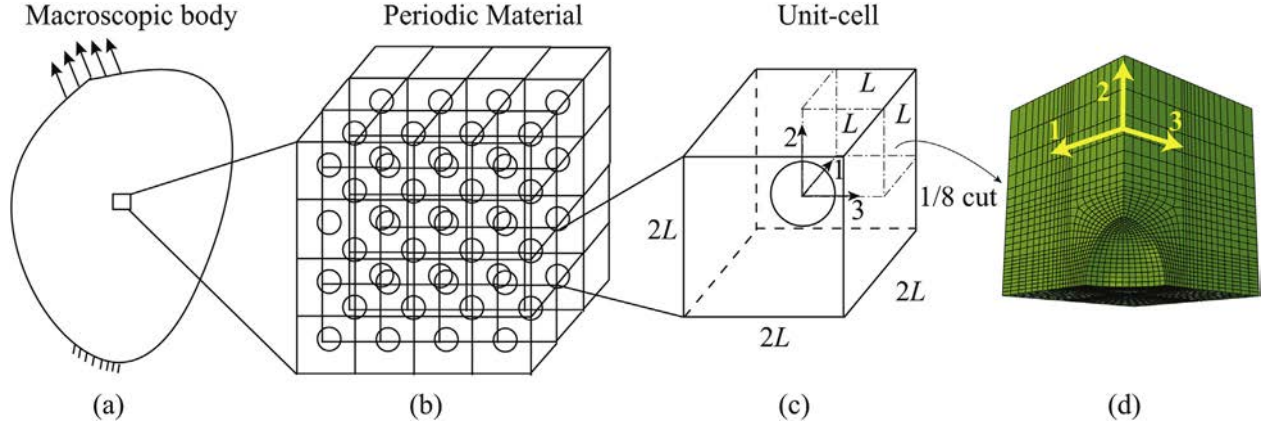 Macroscopic body
Periodic Material
Unit-cell
L
L
L
2
1
3
1/8 cut
2L
2L
2L
2
1
3
(a)
(b)
(c)
(d)